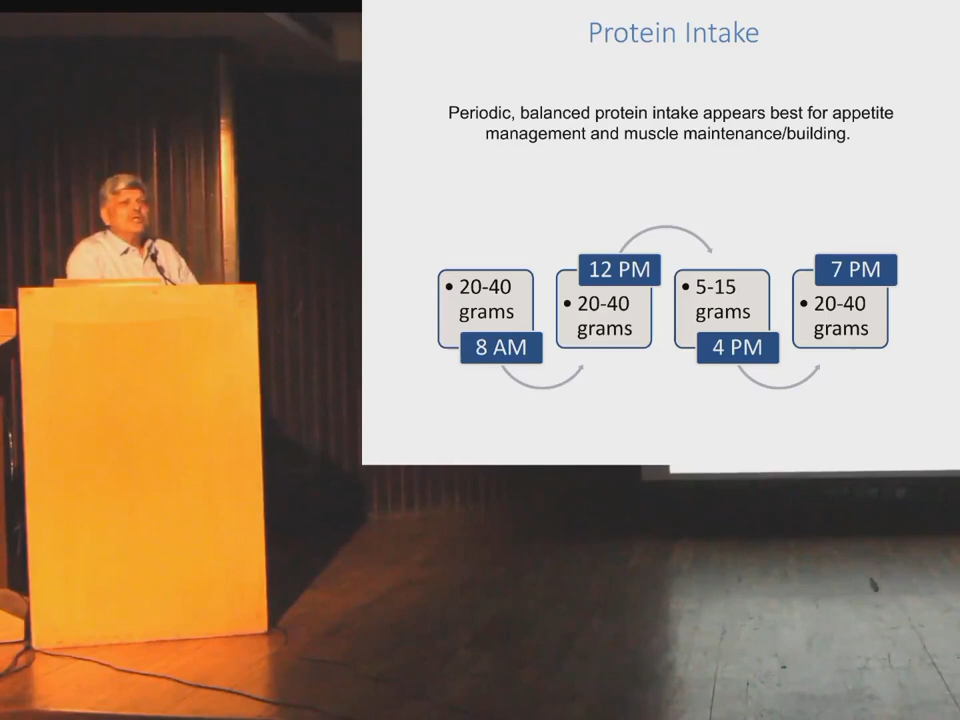 Protein Intake
Periodic, balanced protein intake appears best for appetite
management and muscle maintenance/building.
• 20-40
grams
8 AM
12 PM
• 20-40
grams
• 5-15
grams
4 PM
7 PM
• 20-40
grams